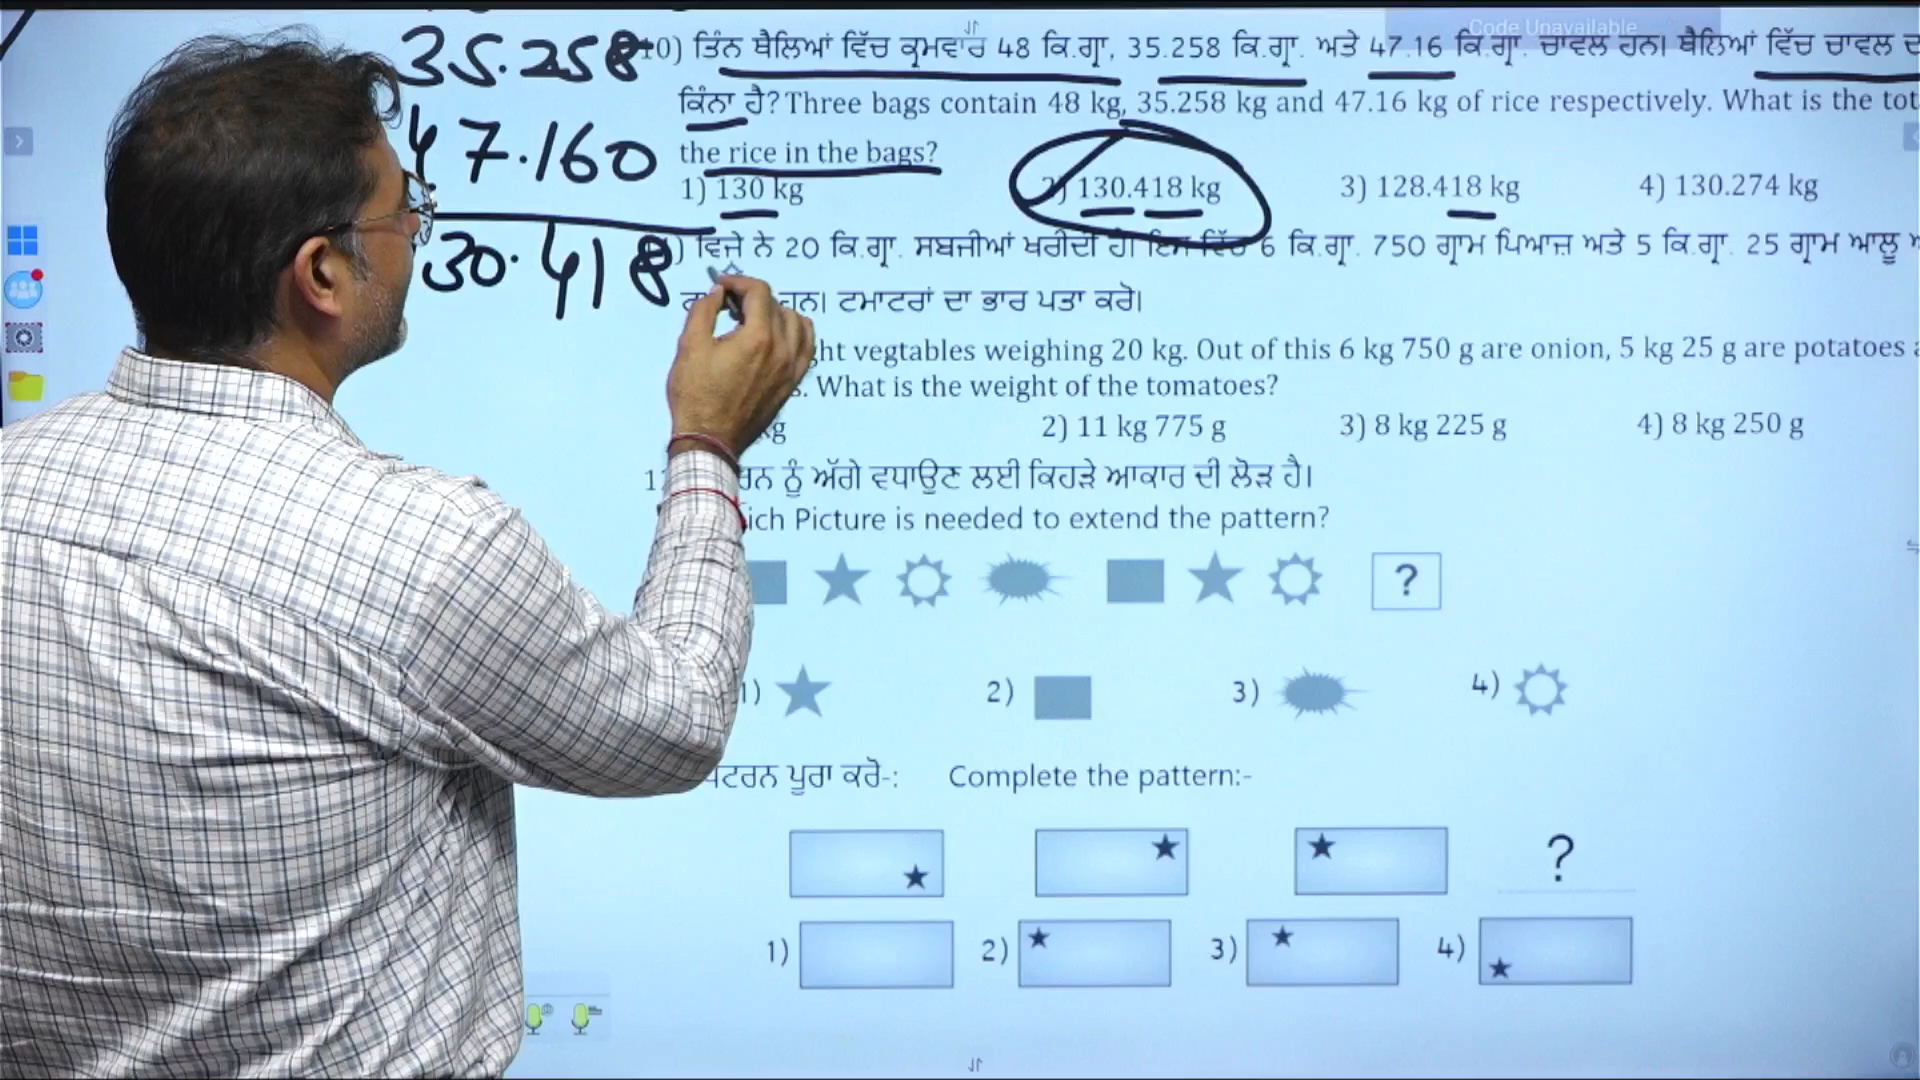 Code Unavailable
35.258
47.160
30.418
10) ਤਿੰਨ ਥੈਲਿਆਂ ਵਿੱਚ ਕ੍ਰਮਵਾਰ 48 ਕਿ.ਗ੍ਰਾ, 35.258 ਕਿ.ਗ੍ਰਾ. ਅਤੇ 47.16 ਕਿ.ਗ੍ਰਾ. ਚਾਵਲ ਹਨ। ਥੈਲਿਆਂ ਵਿੱਚ ਚਾਵਲ
ਕਿੰਨਾ ਹੈ? Three bags contain 48 kg, 35.258 kg and 47.16 kg of rice respectively. What is the tot
the rice in the bags?
1) 130 kg 2) 130.418 kg 3) 128.418 kg 4) 130.274 kg
) ਵਿਜੇ ਨੇ 20 ਕਿ.ਗ੍ਰਾ. ਸਬਜੀਆਂ ਖਰੀਦੀ ਹੈ। ਇਸ ਵਿੱਚ 6 ਕਿ.ਗ੍ਰਾ. 750 ਗ੍ਰਾਮ ਪਿਆਜ਼ ਅਤੇ 5 ਕਿ.ਗ੍ਰਾ. 25 ਗ੍ਰਾਮ ਆਲੂ
ਹਨ। ਟਮਾਟਰਾਂ ਦਾ ਭਾਰ ਪਤਾ ਕਰੋ।
ght vegtables weighing 20 kg. Out of this 6 kg 750 g are onion, 5 kg 25 g are potatoes a
s. What is the weight of the tomatoes?
kg 2) 11 kg 775 g 3) 8 kg 225 g 4) 8 kg 250 g
ਰਨ ਨੂੰ ਅੱਗੇ ਵਧਾਉਣ ਲਈ ਕਿਹੜੇ ਆਕਾਰ ਦੀ ਲੋੜ ਹੈ।
ich Picture is needed to extend the pattern?
?
1) 2) 3) 4)
ਪੈਟਰਨ ਪੂਰਾ ਕਰੋ-: Complete the pattern:-
?
1) 2) 3) 4)